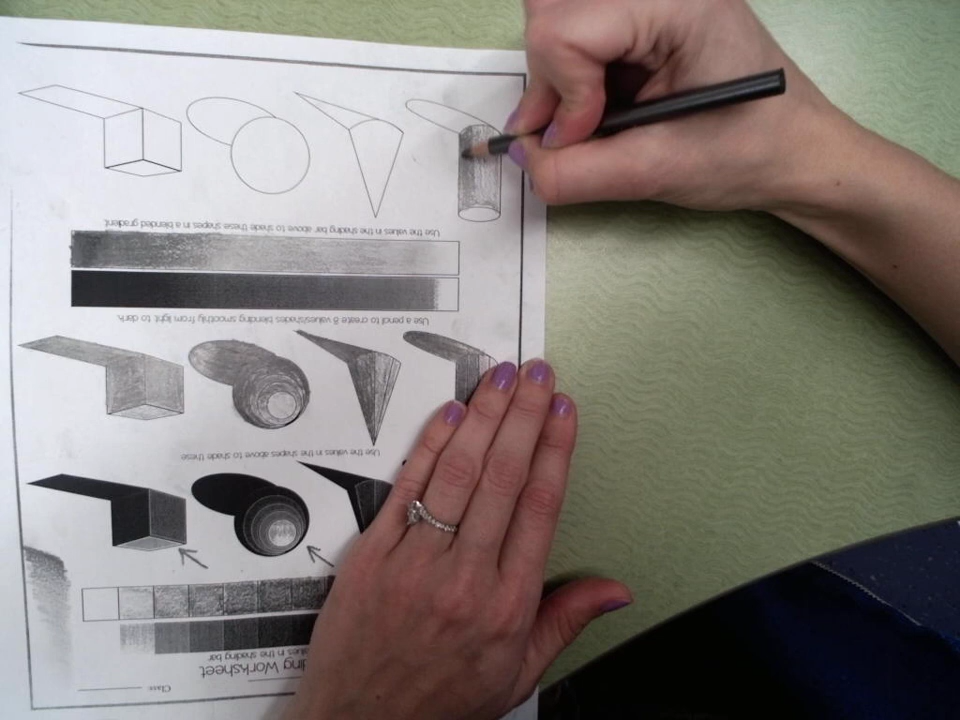 Class:
ding Worksheet
values in the shading bar
Use the values in the shapes above to shade these
Use a pencil to create 8 values/shades smoothly blending from light to dark.
Use the values in the shading bar above to shade these shapes in a blended gradient